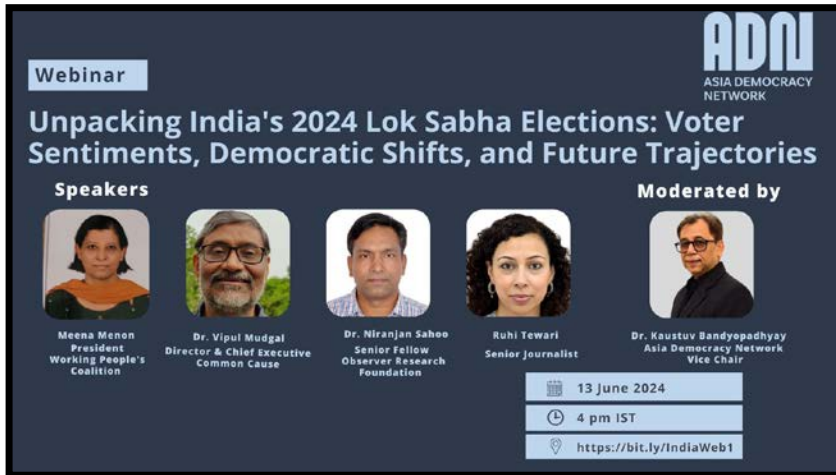 ADN
ASIA DEMOCRACY
NETWORK
Webinar
Unpacking India's 2024 Lok Sabha Elections: Voter
Sentiments, Democratic Shifts, and Future Trajectories
Speakers
Moderated by
Meena Menon
President
Working People's
Coalition
Dr. Vipul Mudgal
Director & Chief Executive
Common Cause
Dr. Niranjan Sahoo
Senior Fellow
Observer Research
Foundation
Ruhi Tewari
Senior Journalist
Dr. Kaustuv Bandyopadhyay
Asia Democracy Network
Vice Chair
13 June 2024
4 pm IST
https://bit.ly/IndiaWeb1